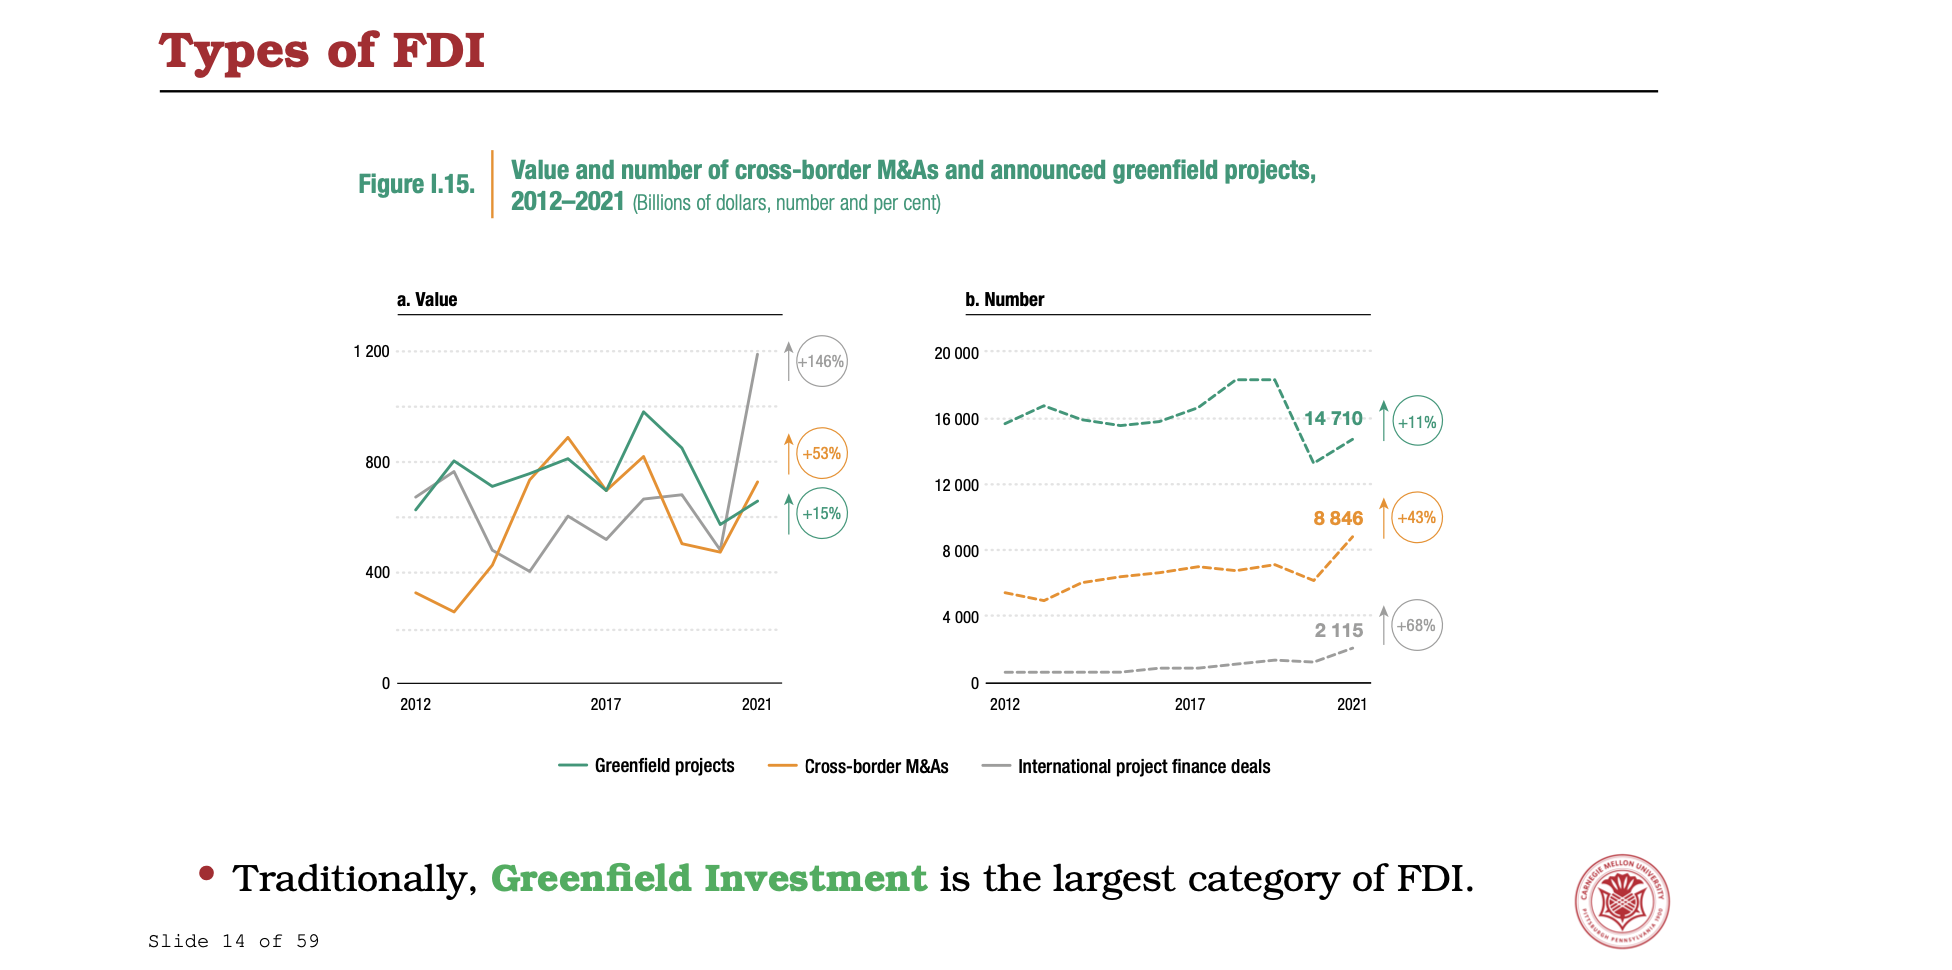 Types of FDI
Figure I.15.
Value and number of cross-border M&As and announced greenfield projects,
2012–2021 (Billions of dollars, number and per cent)
a. Value
1 200
800
400
0
2012
2017
2021
+146%
+53%
+15%
b. Number
20 000
16 000
12 000
8 000
4 000
0
2012
2017
2021
14 710
+11%
8 846
+43%
2 115
+68%
Greenfield projects
Cross-border M&As
International project finance deals
• Traditionally, Greenfield Investment is the largest category of FDI.
CARNEGIE MELLON UNIVERSITY
PITTSBURGH PENNSYLVANIA 1900
Slide 14 of 59